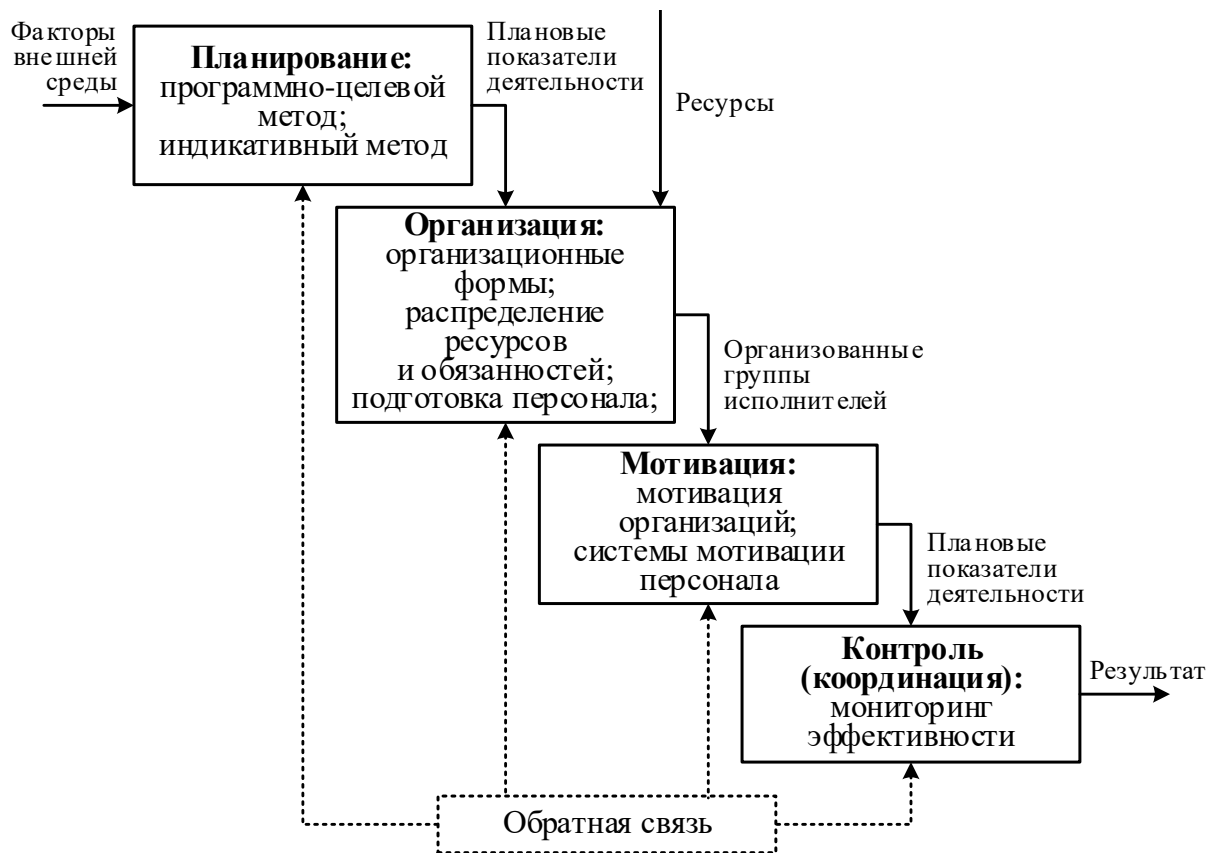 Факторы
внешней
среды
Планирование:
программно-целевой
метод;
индикативный метод
Плановые
показатели
деятельности
Ресурсы
Организация:
организационные
формы;
распределение
ресурсов
и обязанностей;
подготовка персонала;
Организованные
группы
исполнителей
Мотивация:
мотивация
организаций;
системы мотивации
персонала
Плановые
показатели
деятельности
Контроль
(координация):
мониторинг
эффективности
Результат
Обратная связь